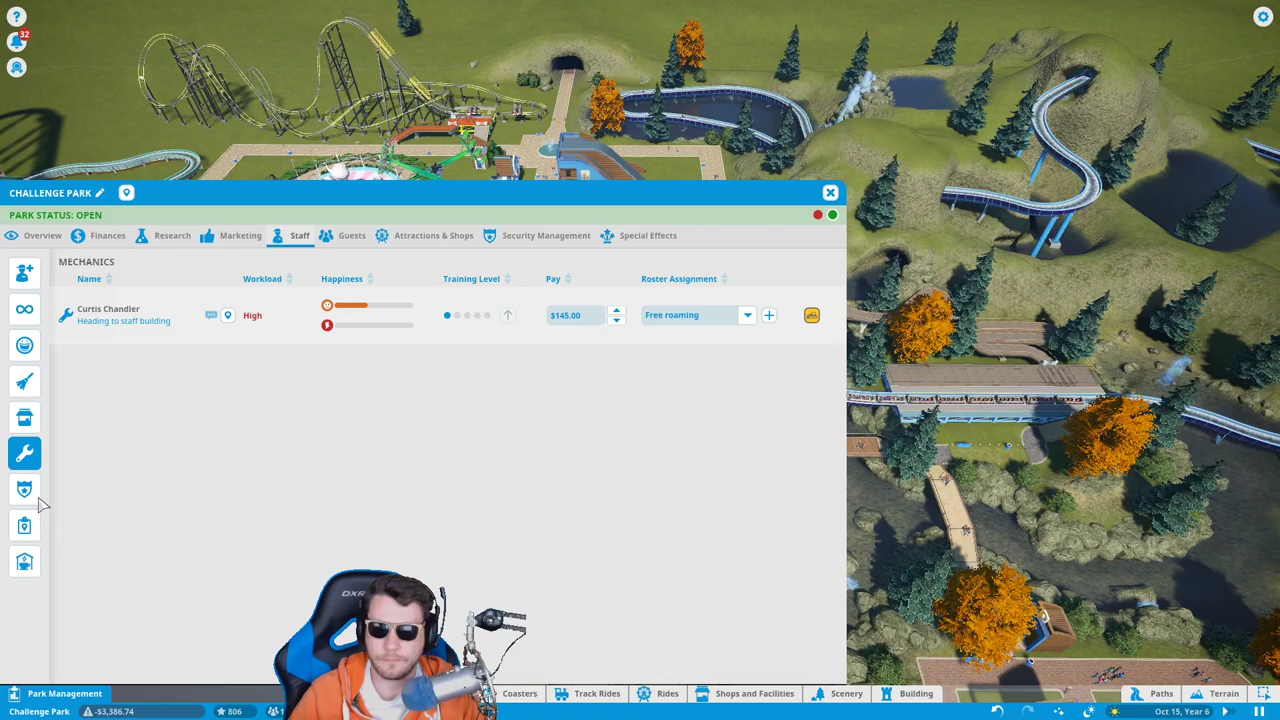 ?
32
CHALLENGE PARK
PARK STATUS: OPEN
Overview Finances Research Marketing Staff Guests Attractions & Shops Security Management Special Effects
MECHANICS
Name Workload Happiness Training Level Pay Roster Assignment
Curtis Chandler
Heading to staff building
High
$145.00
Free roaming
DXR
Park Management Coasters Track Rides Rides Shops and Facilities Scenery Building Paths Terrain
Challenge Park -$3,386.74 806 1 Oct 15, Year 6